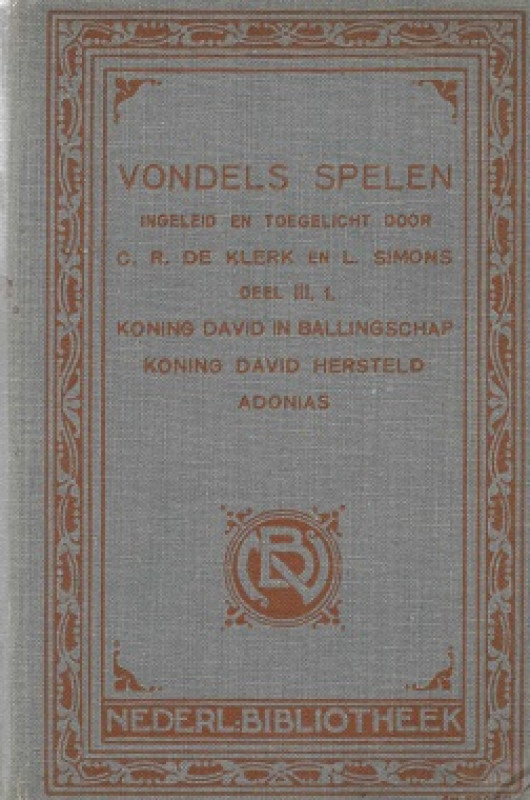 VONDELS SPELEN
INGELEID EN TOEGELICHT DOOR
C. R. DE KLERK EN L. SIMONS
DEEL III, 1.
KONING DAVID IN BALLINGSCHAP
KONING DAVID HERSTELD
ADONIAS
NEDERL: BIBLIOTHEEK